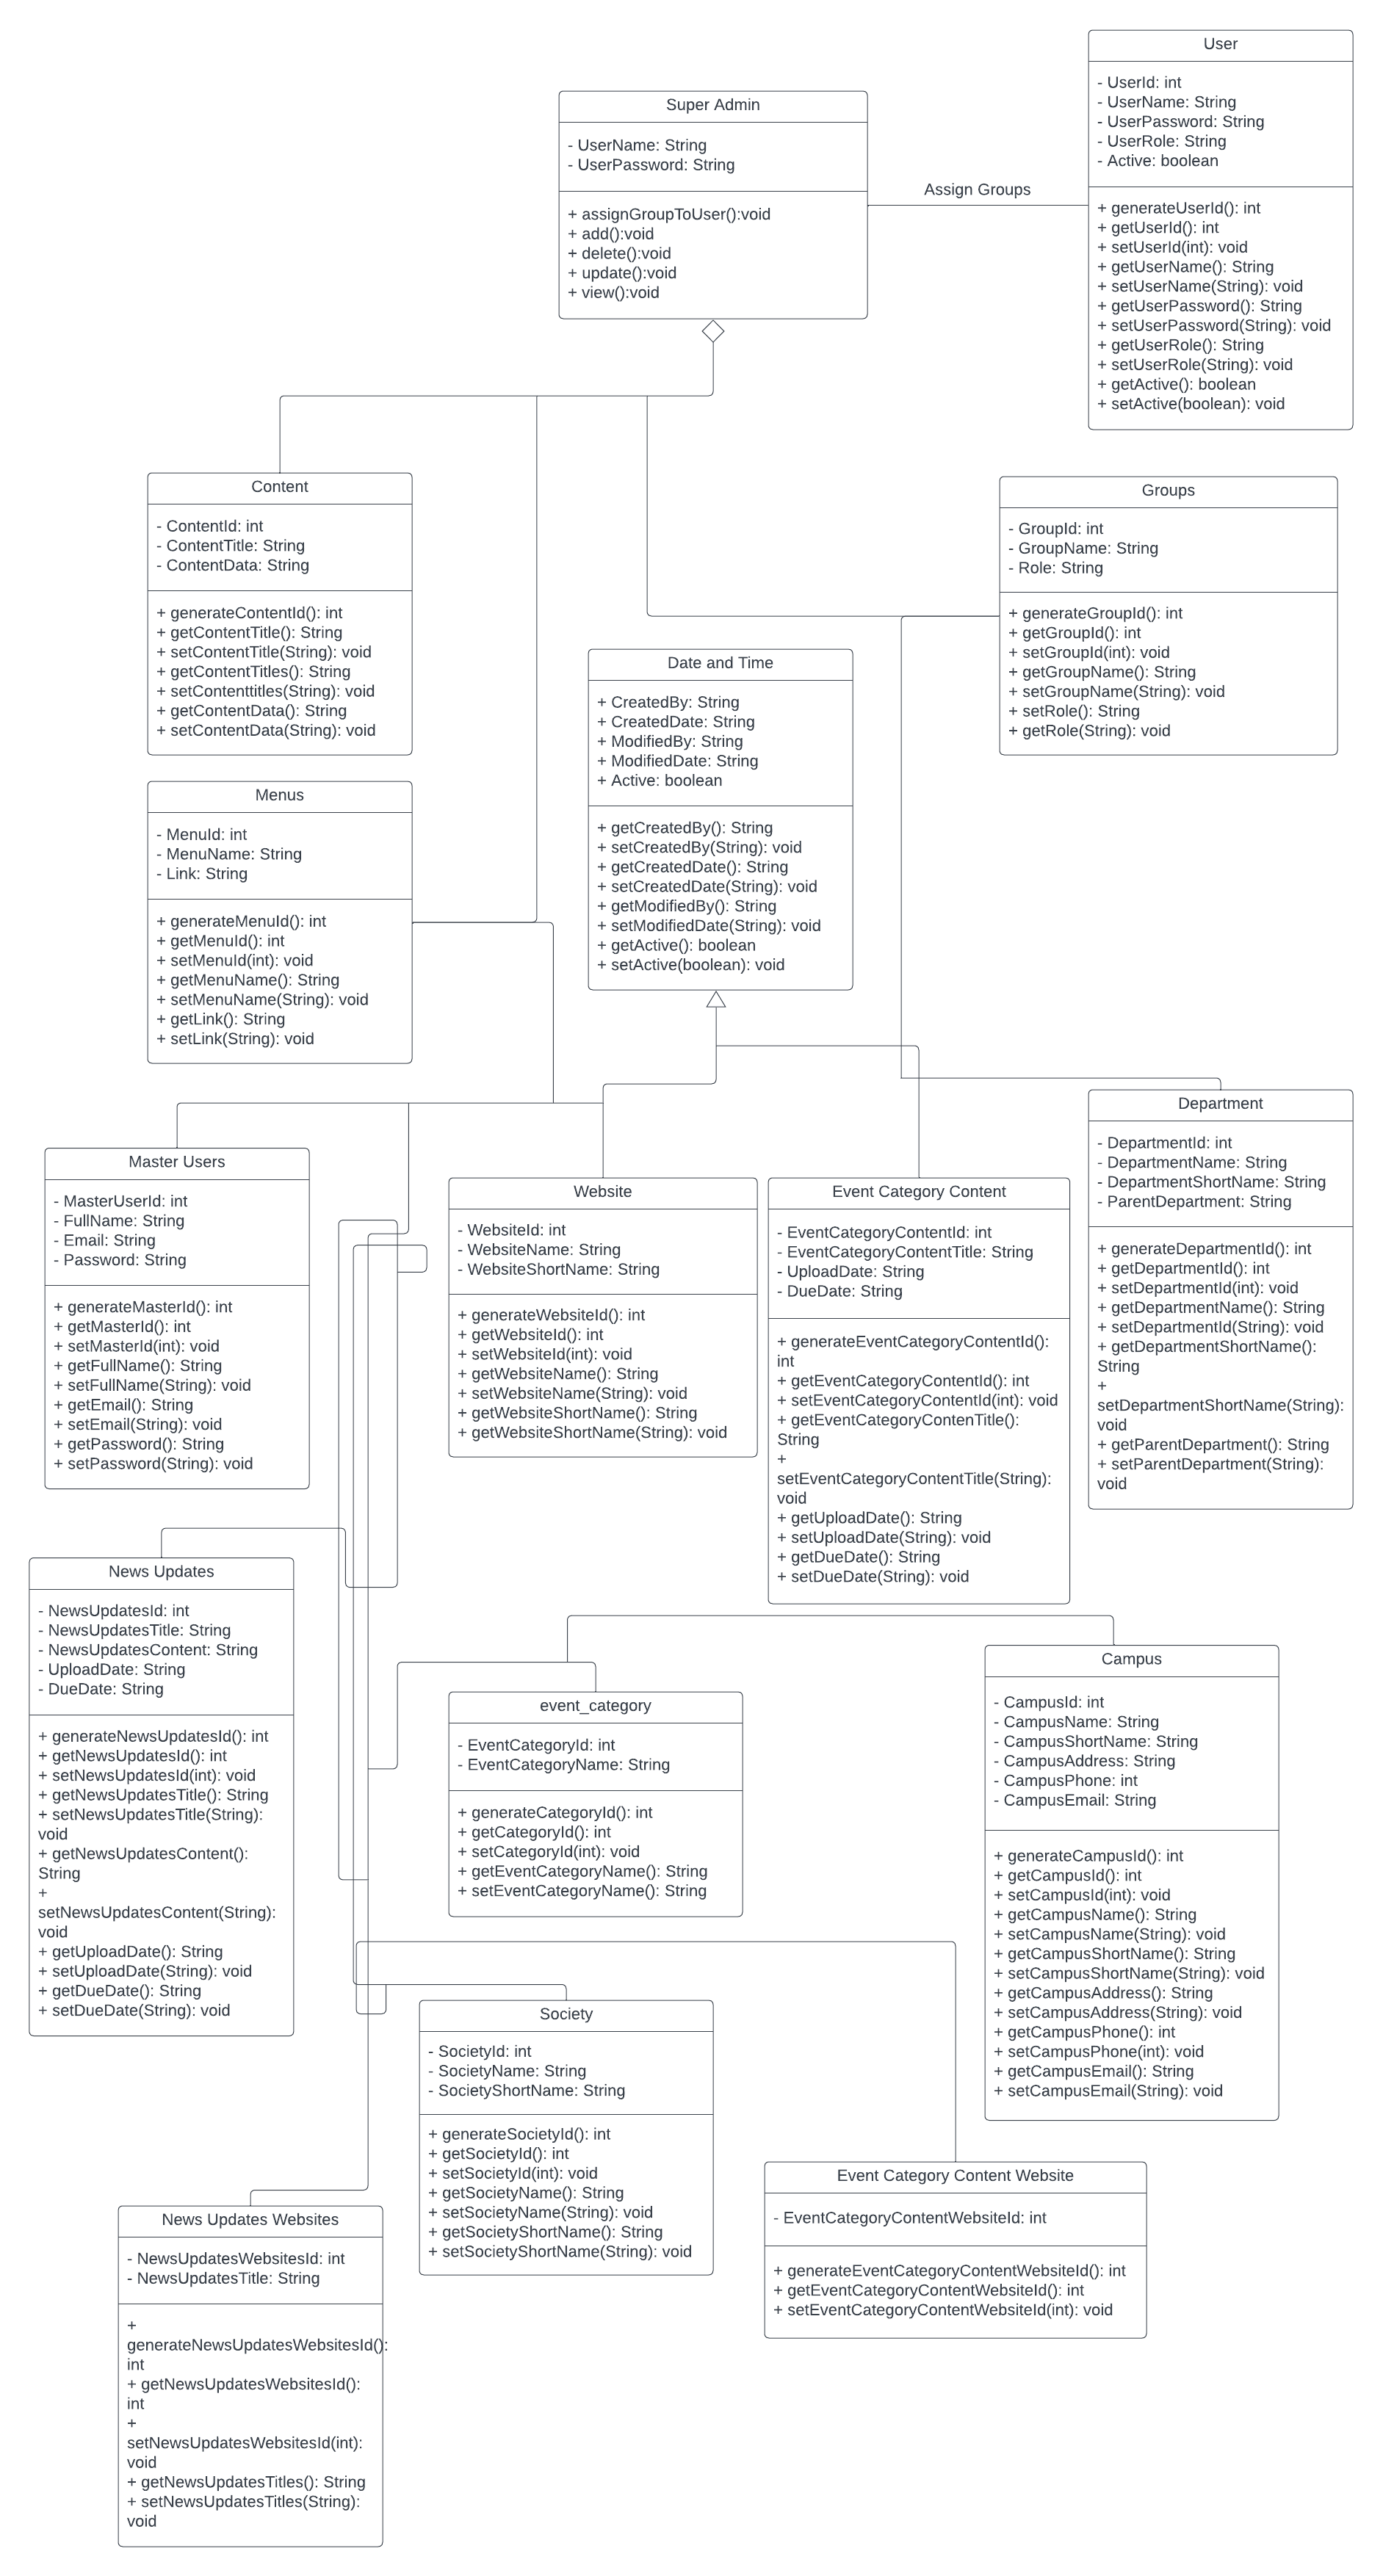 User
- UserId: int
- UserName: String
- UserPassword: String
- UserRole: String
- Active: boolean
+ generateUserId(): int
+ getUserId(): int
+ setUserId(int): void
+ getUserName(): String
+ setUserName(String): void
+ getUserPassword(): String
+ setUserPassword(String): void
+ getUserRole(): String
+ setUserRole(String): void
+ getActive(): boolean
+ setActive(boolean): void
Super Admin
- UserName: String
- UserPassword: String
+ assignGroupToUser():void
+ add():void
+ delete():void
+ update():void
+ view():void
Assign Groups
Content
- ContentId: int
- ContentTitle: String
- ContentData: String
+ generateContentId(): int
+ getContentTitle(): String
+ setContentTitle(String): void
+ getContentTitles(): String
+ setContenttitles(String): void
+ getContentData(): String
+ setContentData(String): void
Groups
- GroupId: int
- GroupName: String
- Role: String
+ generateGroupId(): int
+ getGroupId(): int
+ setGroupId(int): void
+ getGroupName(): String
+ setGroupName(String): void
+ setRole(): String
+ getRole(String): void
Date and Time
+ CreatedBy: String
+ CreatedDate: String
+ ModifiedBy: String
+ ModifiedDate: String
+ Active: boolean
+ getCreatedBy(): String
+ setCreatedBy(String): void
+ getCreatedDate(): String
+ setCreatedDate(String): void
+ getModifiedBy(): String
+ setModifiedDate(String): void
+ getActive(): boolean
+ setActive(boolean): void
Menus
- MenuId: int
- MenuName: String
- Link: String
+ generateMenuId(): int
+ getMenuId(): int
+ setMenuId(int): void
+ getMenuName(): String
+ setMenuName(String): void
+ getLink(): String
+ setLink(String): void
Master Users
- MasterUserId: int
- FullName: String
- Email: String
- Password: String
+ generateMasterId(): int
+ getMasterId(): int
+ setMasterId(int): void
+ getFullName(): String
+ setFullName(String): void
+ getEmail(): String
+ setEmail(String): void
+ getPassword(): String
+ setPassword(String): void
Website
- WebsiteId: int
- WebsiteName: String
- WebsiteShortName: String
+ generateWebsiteId(): int
+ getWebsiteId(): int
+ setWebsiteId(int): void
+ getWebsiteName(): String
+ setWebsiteName(String): void
+ getWebsiteShortName(): String
+ getWebsiteShortName(String): void
Event Category Content
- EventCategoryContentId: int
- EventCategoryContentTitle: String
- UploadDate: String
- DueDate: String
+ generateEventCategoryContentId():
int
+ getEventCategoryContentId(): int
+ setEventCategoryContentId(int): void
+ getEventCategoryContenTitle():
String
+
setEventCategoryContentTitle(String):
void
+ getUploadDate(): String
+ setUploadDate(String): void
+ getDueDate(): String
+ setDueDate(String): void
Department
- DepartmentId: int
- DepartmentName: String
- DepartmentShortName: String
- ParentDepartment: String
+ generateDepartmentId(): int
+ getDepartmentId(): int
+ setDepartmentId(int): void
+ getDepartmentName(): String
+ setDepartmentId(String): void
+ getDepartmentShortName():
String
+
setDepartmentShortName(String):
void
+ getParentDepartment(): String
+ setParentDepartment(String):
void
News Updates
- NewsUpdatesId: int
- NewsUpdatesTitle: String
- NewsUpdatesContent: String
- UploadDate: String
- DueDate: String
+ generateNewsUpdatesId(): int
+ getNewsUpdatesId(): int
+ setNewsUpdatesId(int): void
+ getNewsUpdatesTitle(): String
+ setNewsUpdatesTitle(String):
void
+ getNewsUpdatesContent():
String
+
setNewsUpdatesContent(String):
void
+ getUploadDate(): String
+ setUploadDate(String): void
+ getDueDate(): String
+ setDueDate(String): void
event_category
- EventCategoryId: int
- EventCategoryName: String
+ generateCategoryId(): int
+ getCategoryId(): int
+ setCategoryId(int): void
+ getEventCategoryName(): String
+ setEventCategoryName(): String
Campus
- CampusId: int
- CampusName: String
- CampusShortName: String
- CampusAddress: String
- CampusPhone: int
- CampusEmail: String
+ generateCampusId(): int
+ getCampusId(): int
+ setCampusId(int): void
+ getCampusName(): String
+ setCampusName(String): void
+ getCampusShortName(): String
+ setCampusShortName(String): void
+ getCampusAddress(): String
+ setCampusAddress(String): void
+ getCampusPhone(): int
+ setCampusPhone(int): void
+ getCampusEmail(): String
+ setCampusEmail(String): void
Society
- SocietyId: int
- SocietyName: String
- SocietyShortName: String
+ generateSocietyId(): int
+ getSocietyId(): int
+ setSocietyId(int): void
+ getSocietyName(): String
+ setSocietyName(String): void
+ getSocietyShortName(): String
+ setSocietyShortName(String): void
Event Category Content Website
- EventCategoryContentWebsiteId: int
+ generateEventCategoryContentWebsiteId(): int
+ getEventCategoryContentWebsiteId(): int
+ setEventCategoryContentWebsiteId(int): void
News Updates Websites
- NewsUpdatesWebsitesId: int
- NewsUpdatesTitle: String
+
generateNewsUpdatesWebsitesId():
int
+ getNewsUpdatesWebsitesId():
int
+
setNewsUpdatesWebsitesId(int):
void
+ getNewsUpdatesTitles(): String
+ setNewsUpdatesTitles(String):
void